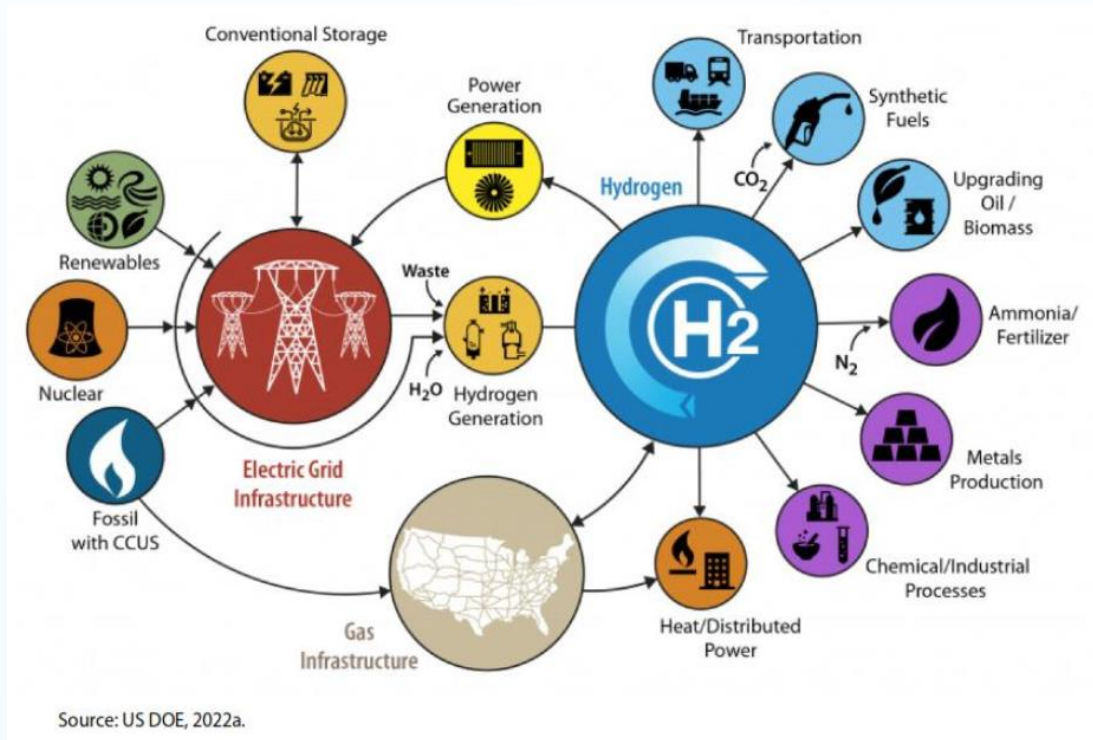 Conventional Storage
Transportation
Power
Generation
Synthetic
Fuels
CO₂
Hydrogen
Upgrading
Oil /
Biomass
Renewables
Waste
H2
Ammonia/
Fertilizer
N₂
Nuclear
H₂O
Hydrogen
Generation
Electric Grid
Infrastructure
Metals
Production
Fossil
with CCUS
Chemical/Industrial
Processes
Gas
Infrastructure
Heat/Distributed
Power
Source: US DOE, 2022a.